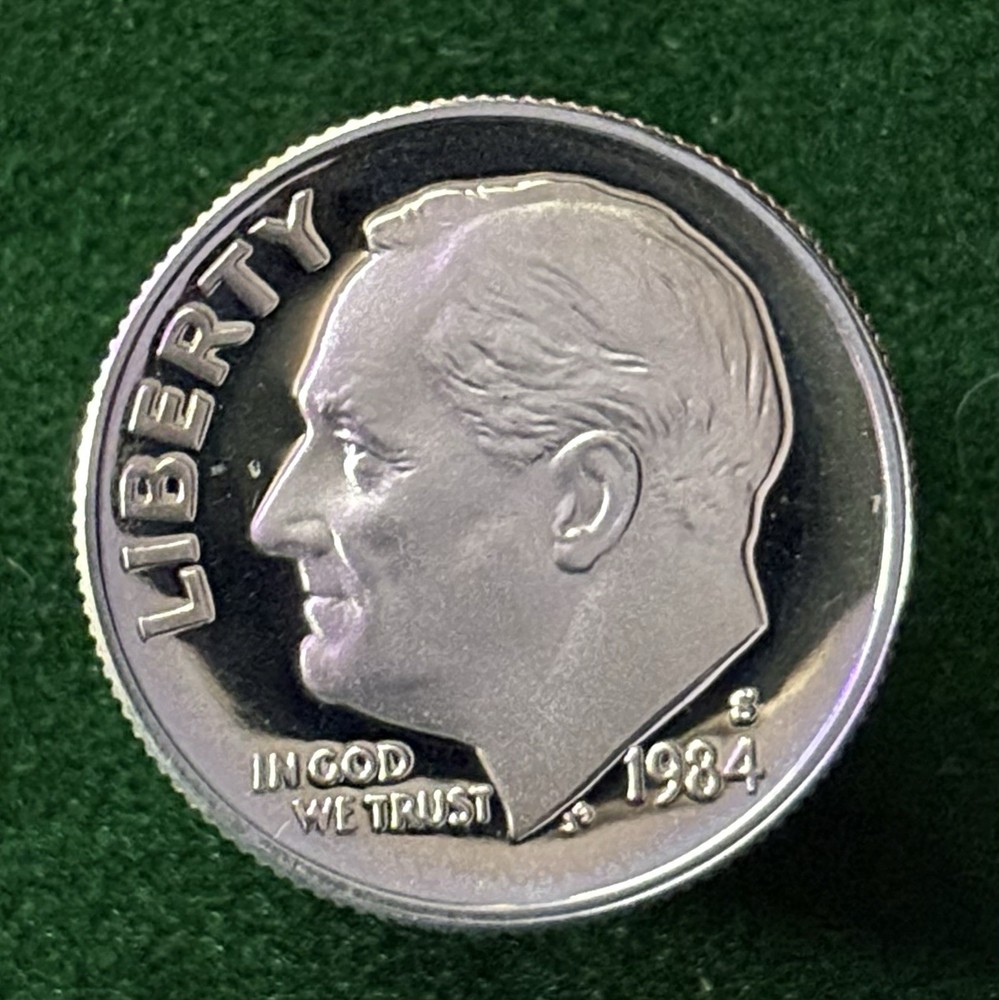 LIBERTY
IN GOD
WE TRUST
JS
S
1984